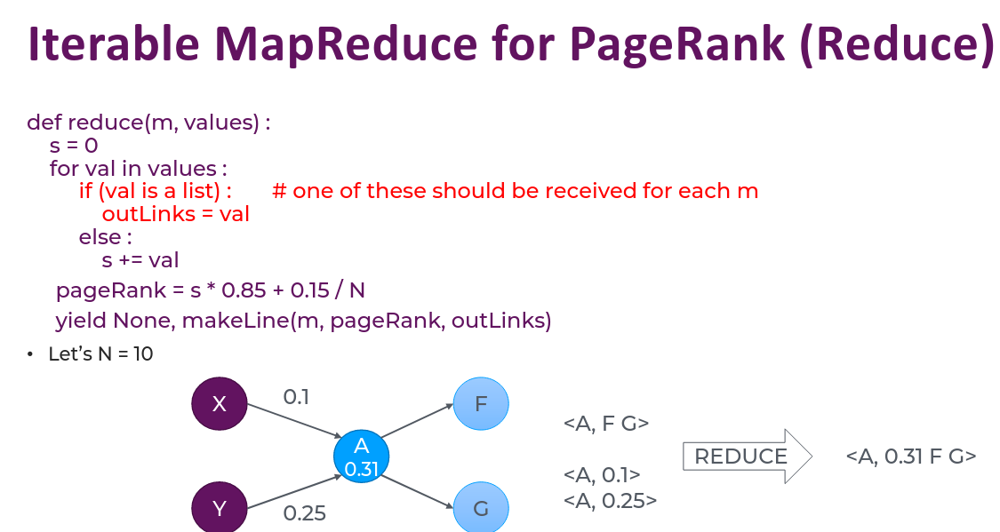 Iterable MapReduce for PageRank (Reduce)
def reduce(m, values) :
s = 0
for val in values :
if (val is a list) : # one of these should be received for each m
outLinks = val
else :
s += val
pageRank = s * 0.85 + 0.15 / N
yield None, makeLine(m, pageRank, outLinks)
• Let's N = 10
X
0.1
F
A
0.31
Y
0.25
G
<A, F G>
<A, 0.1>
<A, 0.25>
REDUCE
<A, 0.31 F G>